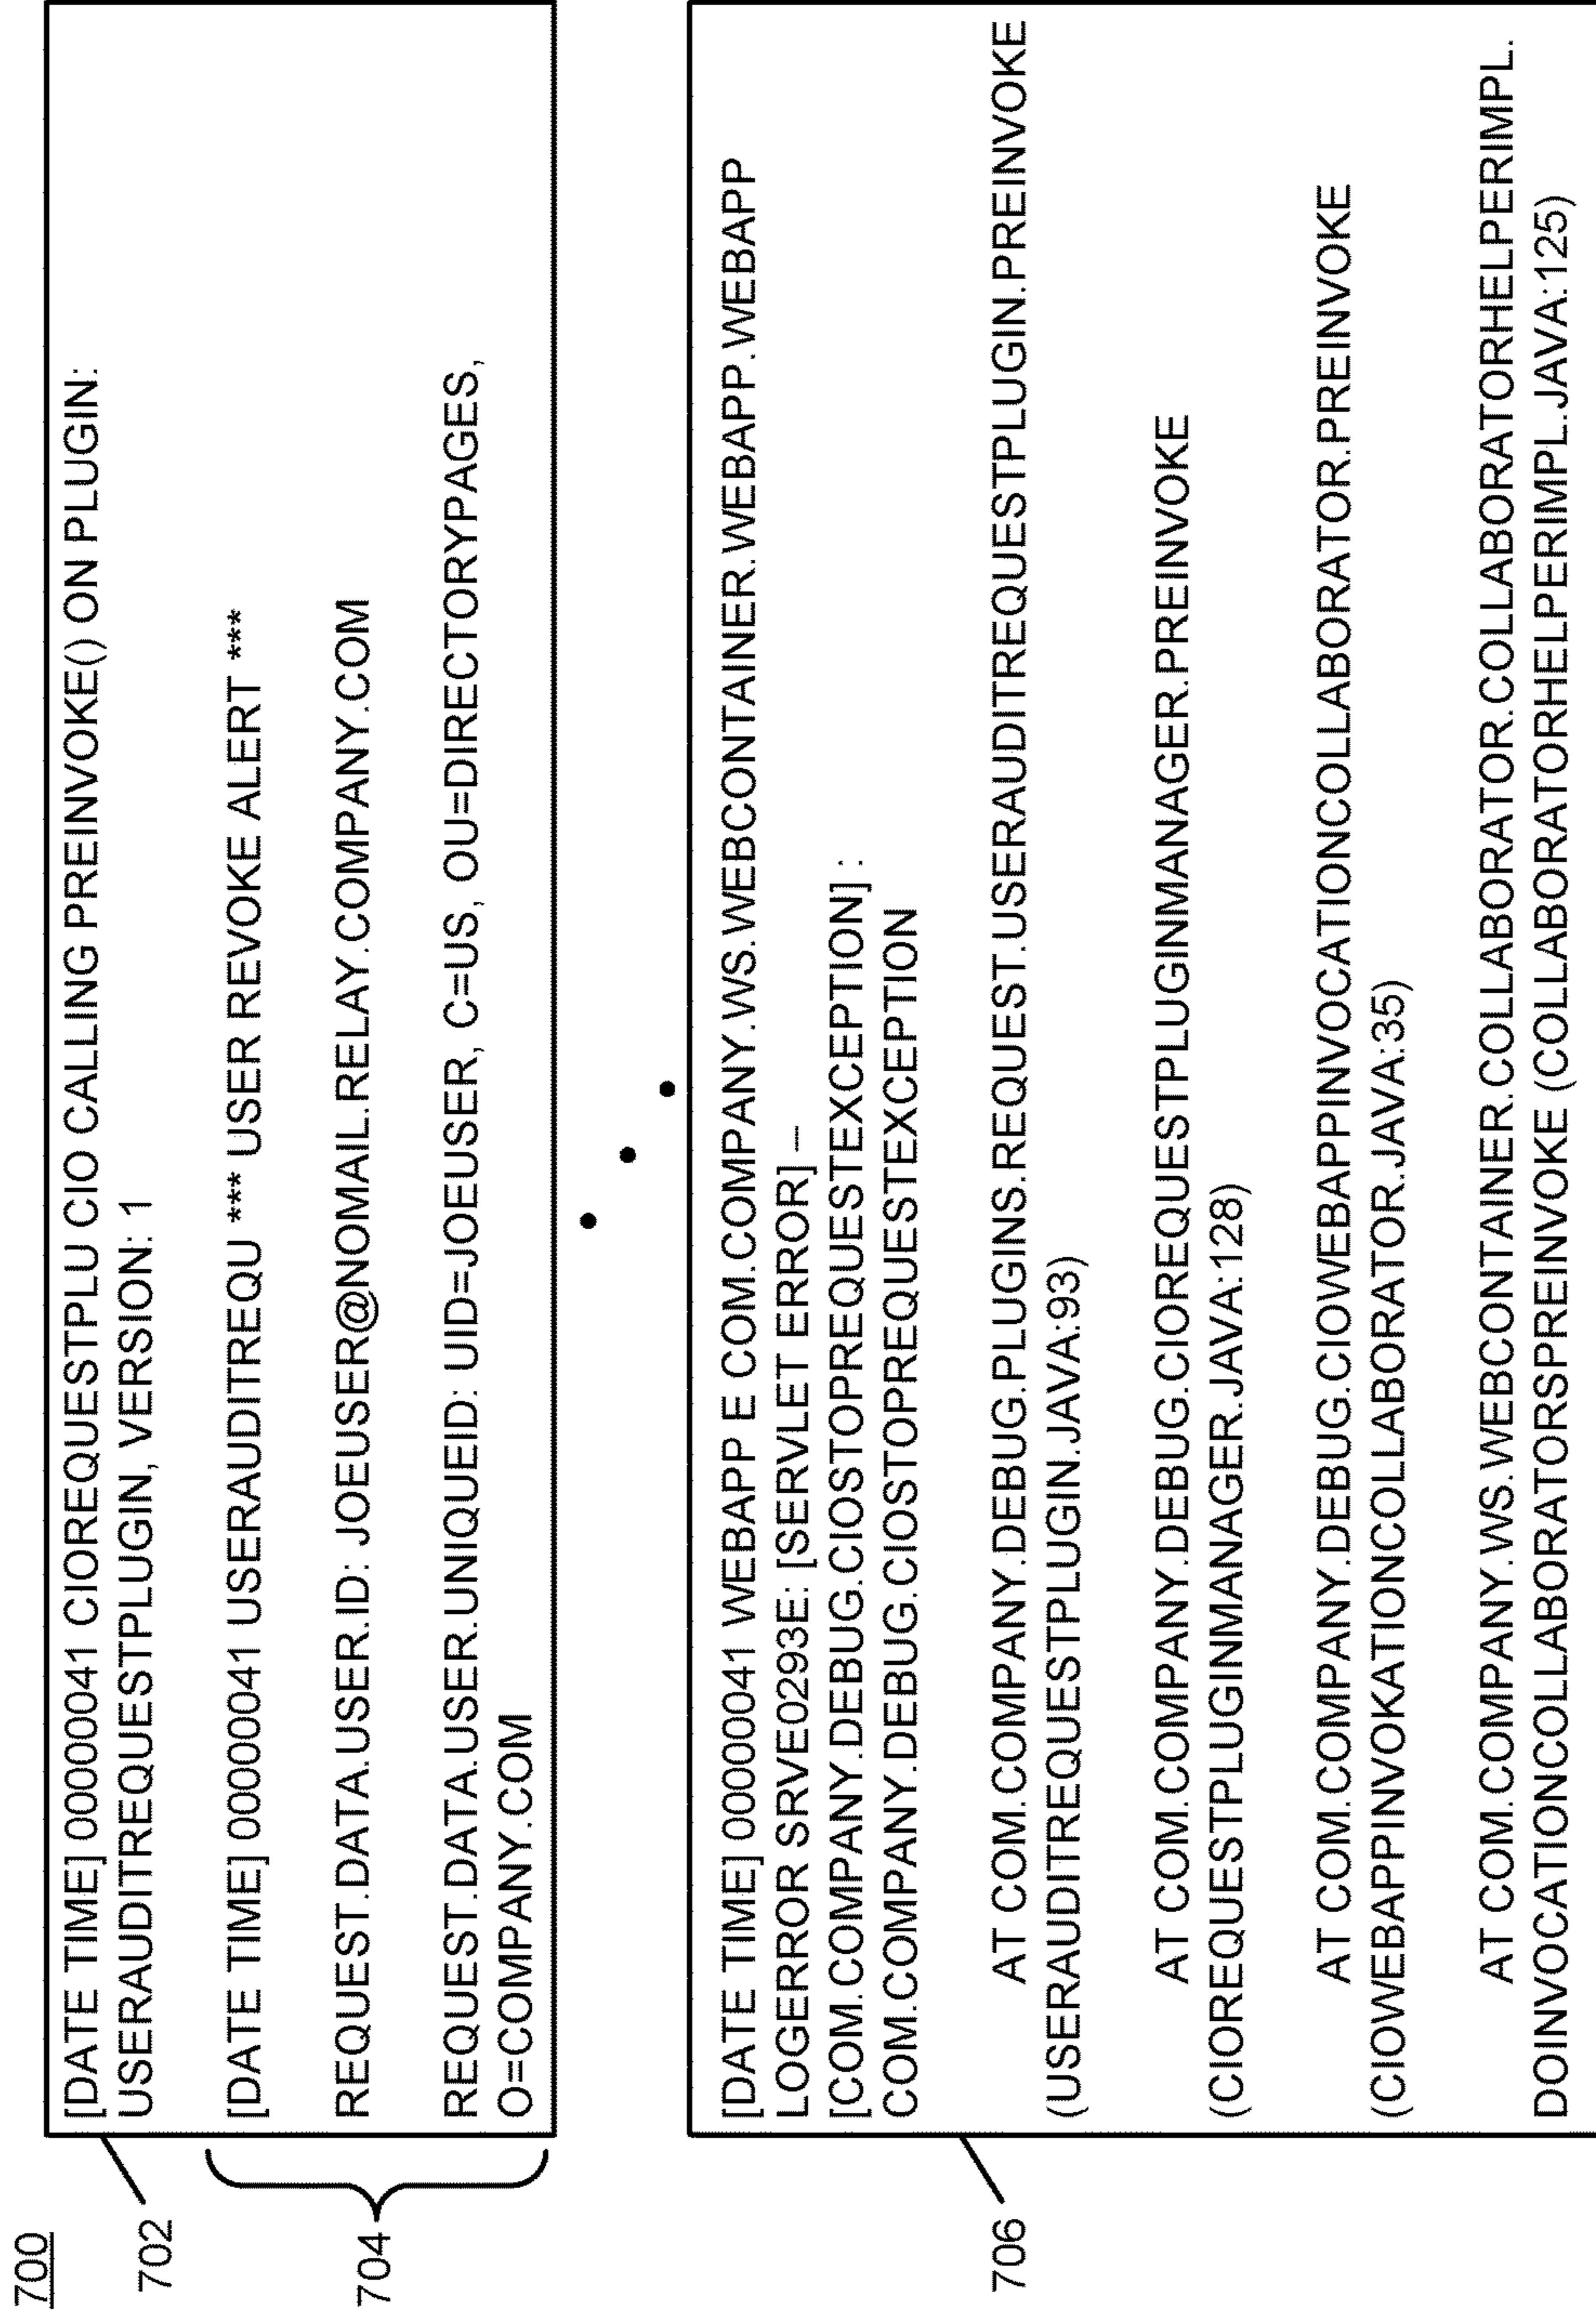 700
702
[DATE TIME] 00000041 CIOREQUESTPLU CIO CALLING PREINVOKE() ON PLUGIN:
USERAUDITREQUESTPLUGIN, VERSION: 1
704
[DATE TIME] 00000041 USERAUDITREQU *** USER REVOKE ALERT ***
REQUEST.DATA.USER.ID: JOEUSER@NOMAIL.RELAY.COMPANY.COM
REQUEST.DATA.USER.UNIQUEID: UID=JOEUSER, C=US, OU=DIRECTORYPAGES,
O=COMPANY.COM
706
[DATE TIME] 00000041 WEBAPP E COM.COMPANY.WS.WEBCONTAINER.WEBAPP.WEBAPP
LOGERROR SRVE0293E: [SERVLET ERROR] –
[COM.COMPANY.DEBUG.CIOSTOPREQUESTEXCEPTION] :
COM.COMPANY.DEBUG.CIOSTOPREQUESTEXCEPTION
AT COM.COMPANY.DEBUG.PLUGINS.REQUEST.USERAUDITREQUESTPLUGIN.PREINVOKE
(USERAUDITREQUESTPLUGIN.JAVA:93)
AT COM.COMPANY.DEBUG.CIOREQUESTPLUGINMANAGER.PREINVOKE
(CIOREQUESTPLUGINMANAGER.JAVA:128)
AT COM.COMPANY.DEBUG.CIOWEBAPPINVOCATIONCOLLABORATOR.PREINVOKE
(CIOWEBAPPINVOKATIONCOLLABORATOR.JAVA:35)
AT COM.COMPANY.WS.WEBCONTAINER.COLLABORATOR.COLLABORATORHELPERIMPL.
DOINVOCATIONCOLLABORATORSPREINVOKE (COLLABORATORHELPERIMPL.JAVA:125)